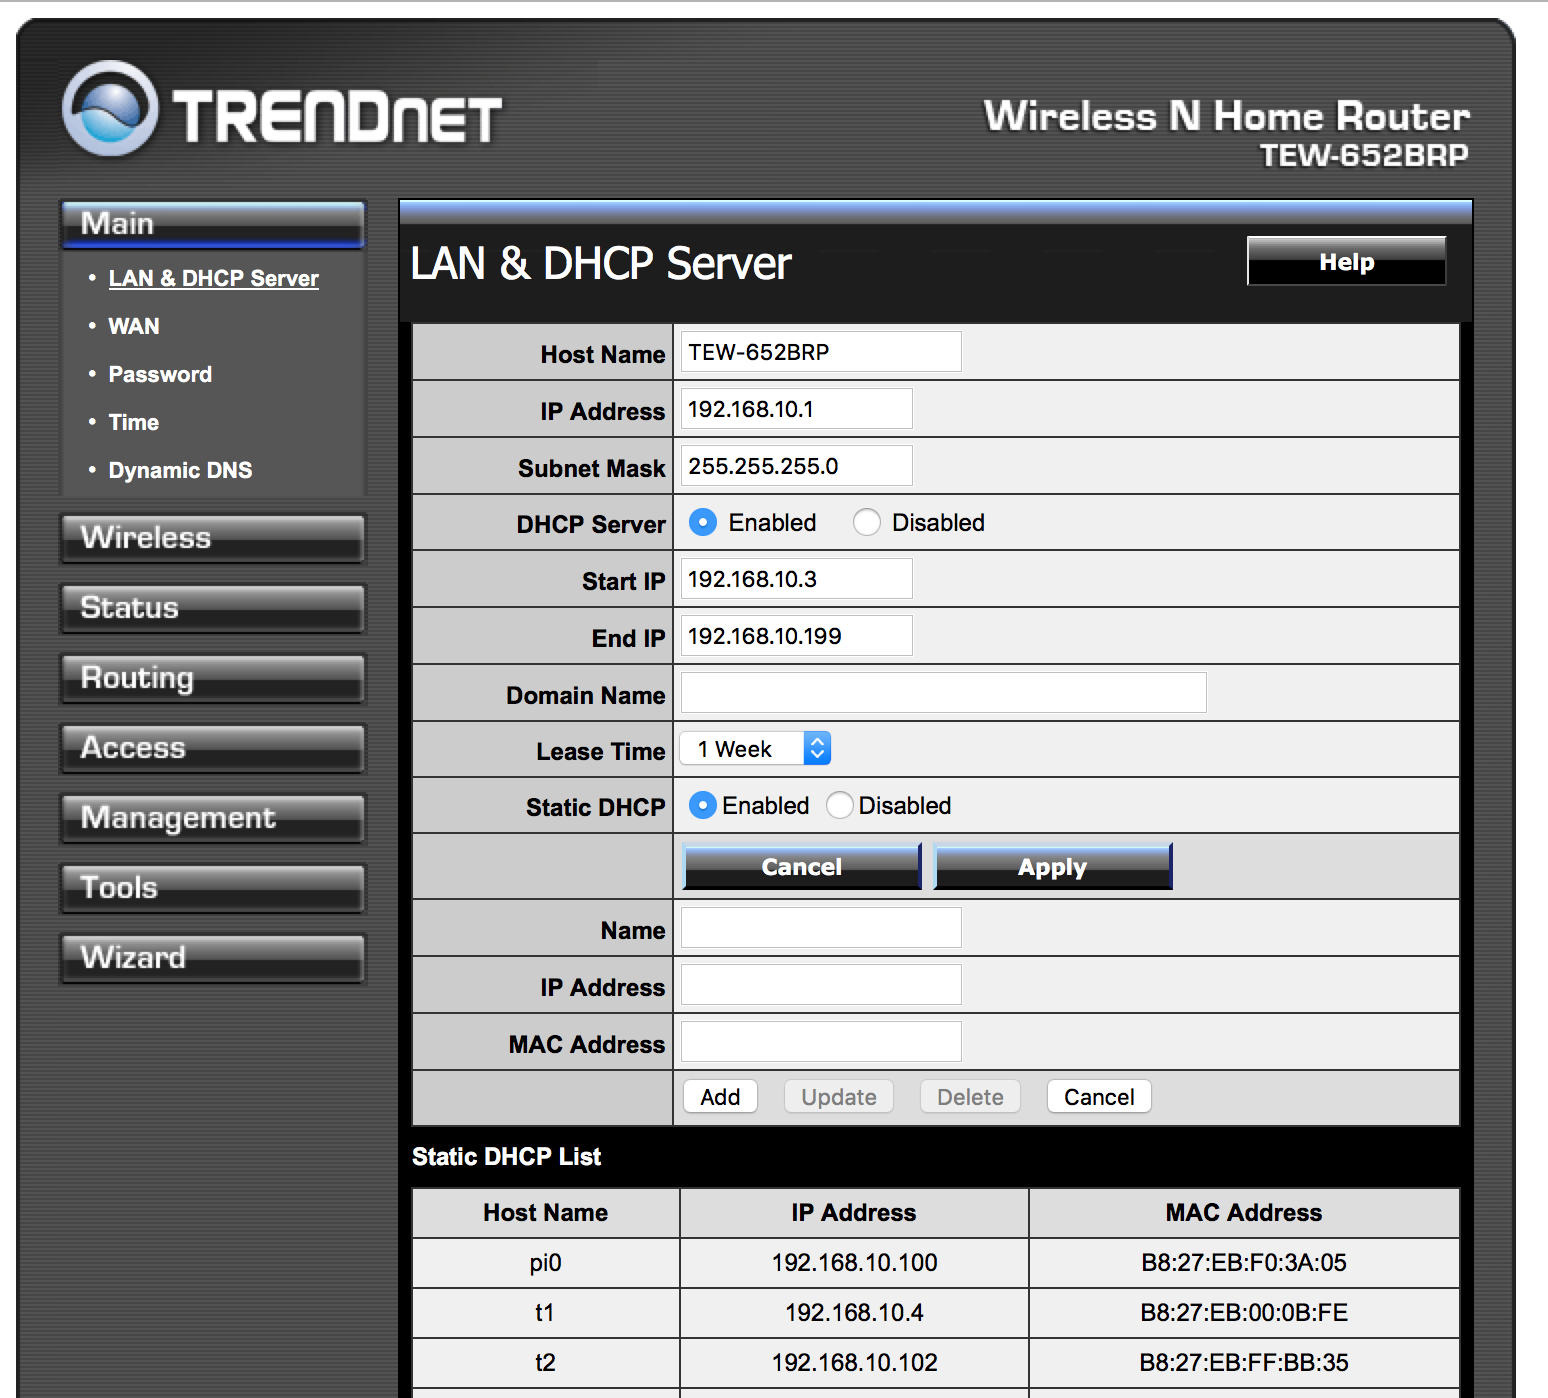 TRENDNET
Wireless N Home Router
TEW-652BRP
Main
• LAN & DHCP Server
• WAN
• Password
• Time
• Dynamic DNS
Wireless
Status
Routing
Access
Management
Tools
Wizard
LAN & DHCP Server
Help
Host Name TEW-652BRP
IP Address 192.168.10.1
Subnet Mask 255.255.255.0
DHCP Server Enabled Disabled
Start IP 192.168.10.3
End IP 192.168.10.199
Domain Name
Lease Time 1 Week
Static DHCP Enabled Disabled
Cancel Apply
Name
IP Address
MAC Address
Add Update Delete Cancel
Static DHCP List
Host Name IP Address MAC Address
pi0 192.168.10.100 B8:27:EB:F0:3A:05
t1 192.168.10.4 B8:27:EB:00:0B:FE
t2 192.168.10.102 B8:27:EB:FF:BB:35